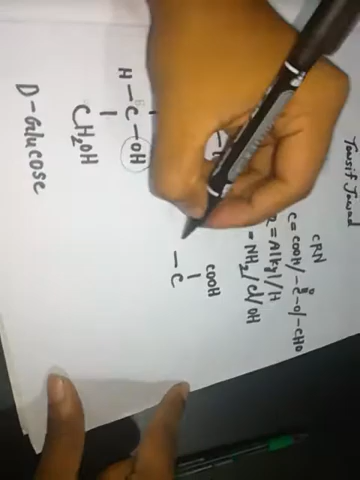 Tousif Jawad
CRN
C = COOH/-C-O/-CHO
O
R = Alkyl/H
= NH2/Cl/OH
H-C-OH
CH2OH
D-Glucose
COOH
-C